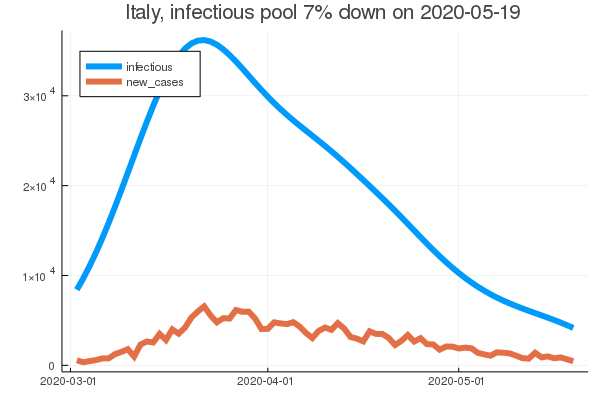 Italy, infectious pool 7% down on 2020-05-19
infectious
new_cases
3×10 4
2×10 4
1×10 4
0
2020-03-01
2020-04-01
2020-05-01